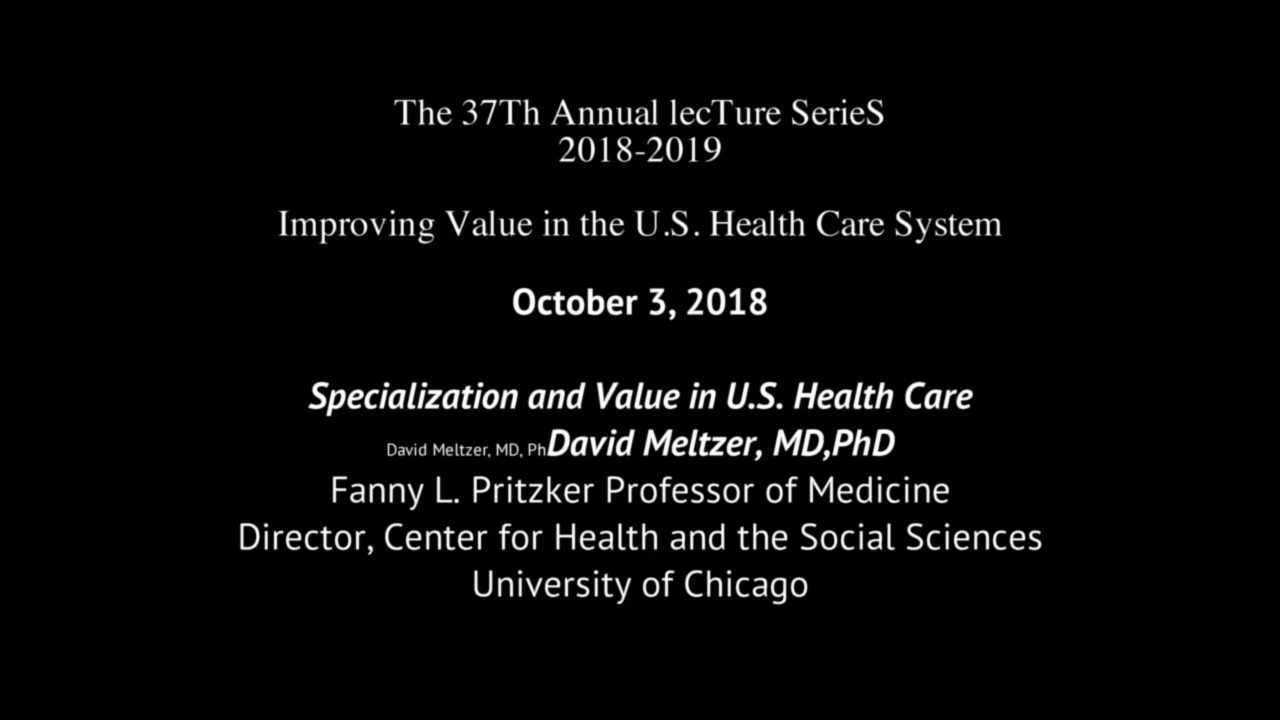 The 37Th Annual lecTure SerieS
2018-2019
Improving Value in the U.S. Health Care System
October 3, 2018
Specialization and Value in U.S. Health Care
David Meltzer, MD, PhDavid Meltzer, MD,PhD
Fanny L. Pritzker Professor of Medicine
Director, Center for Health and the Social Sciences
University of Chicago